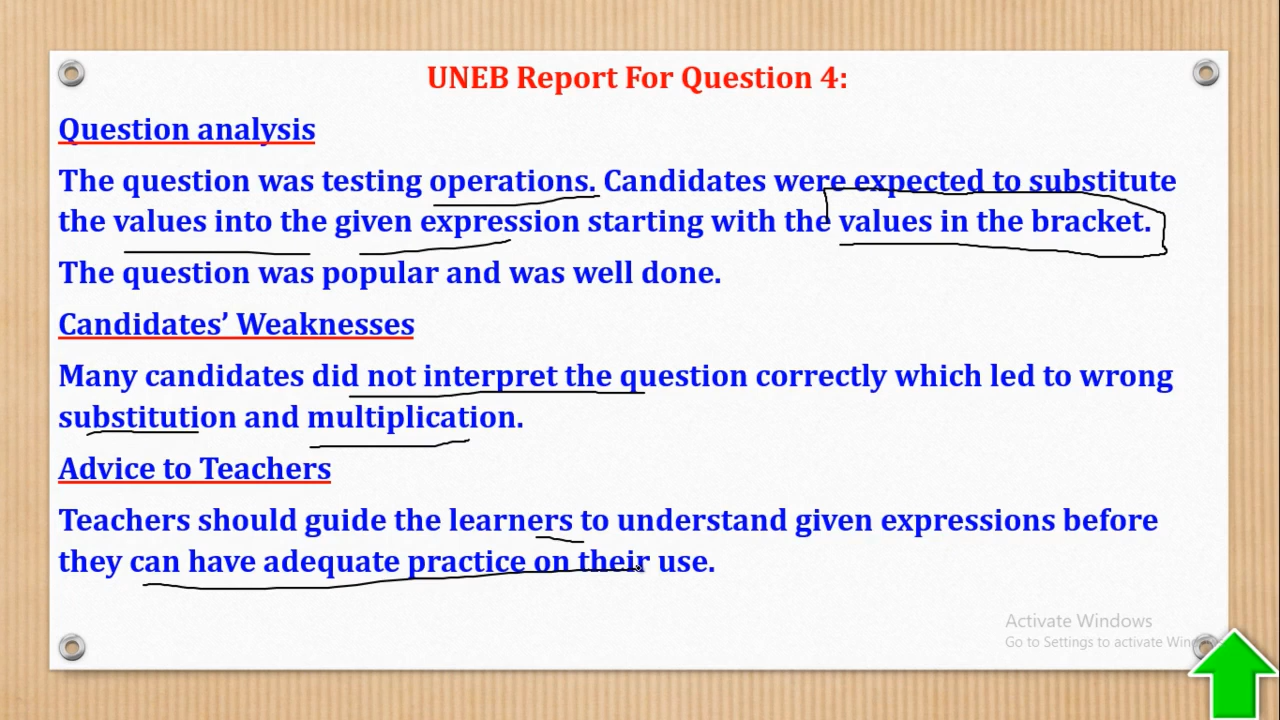 UNEB Report For Question 4:
Question analysis
The question was testing operations. Candidates were expected to substitute
the values into the given expression starting with the values in the bracket.
The question was popular and was well done.
Candidates’ Weaknesses
Many candidates did not interpret the question correctly which led to wrong
substitution and multiplication.
Advice to Teachers
Teachers should guide the learners to understand given expressions before
they can have adequate practice on their use.
Activate Windows
Go to Settings to activate Windows